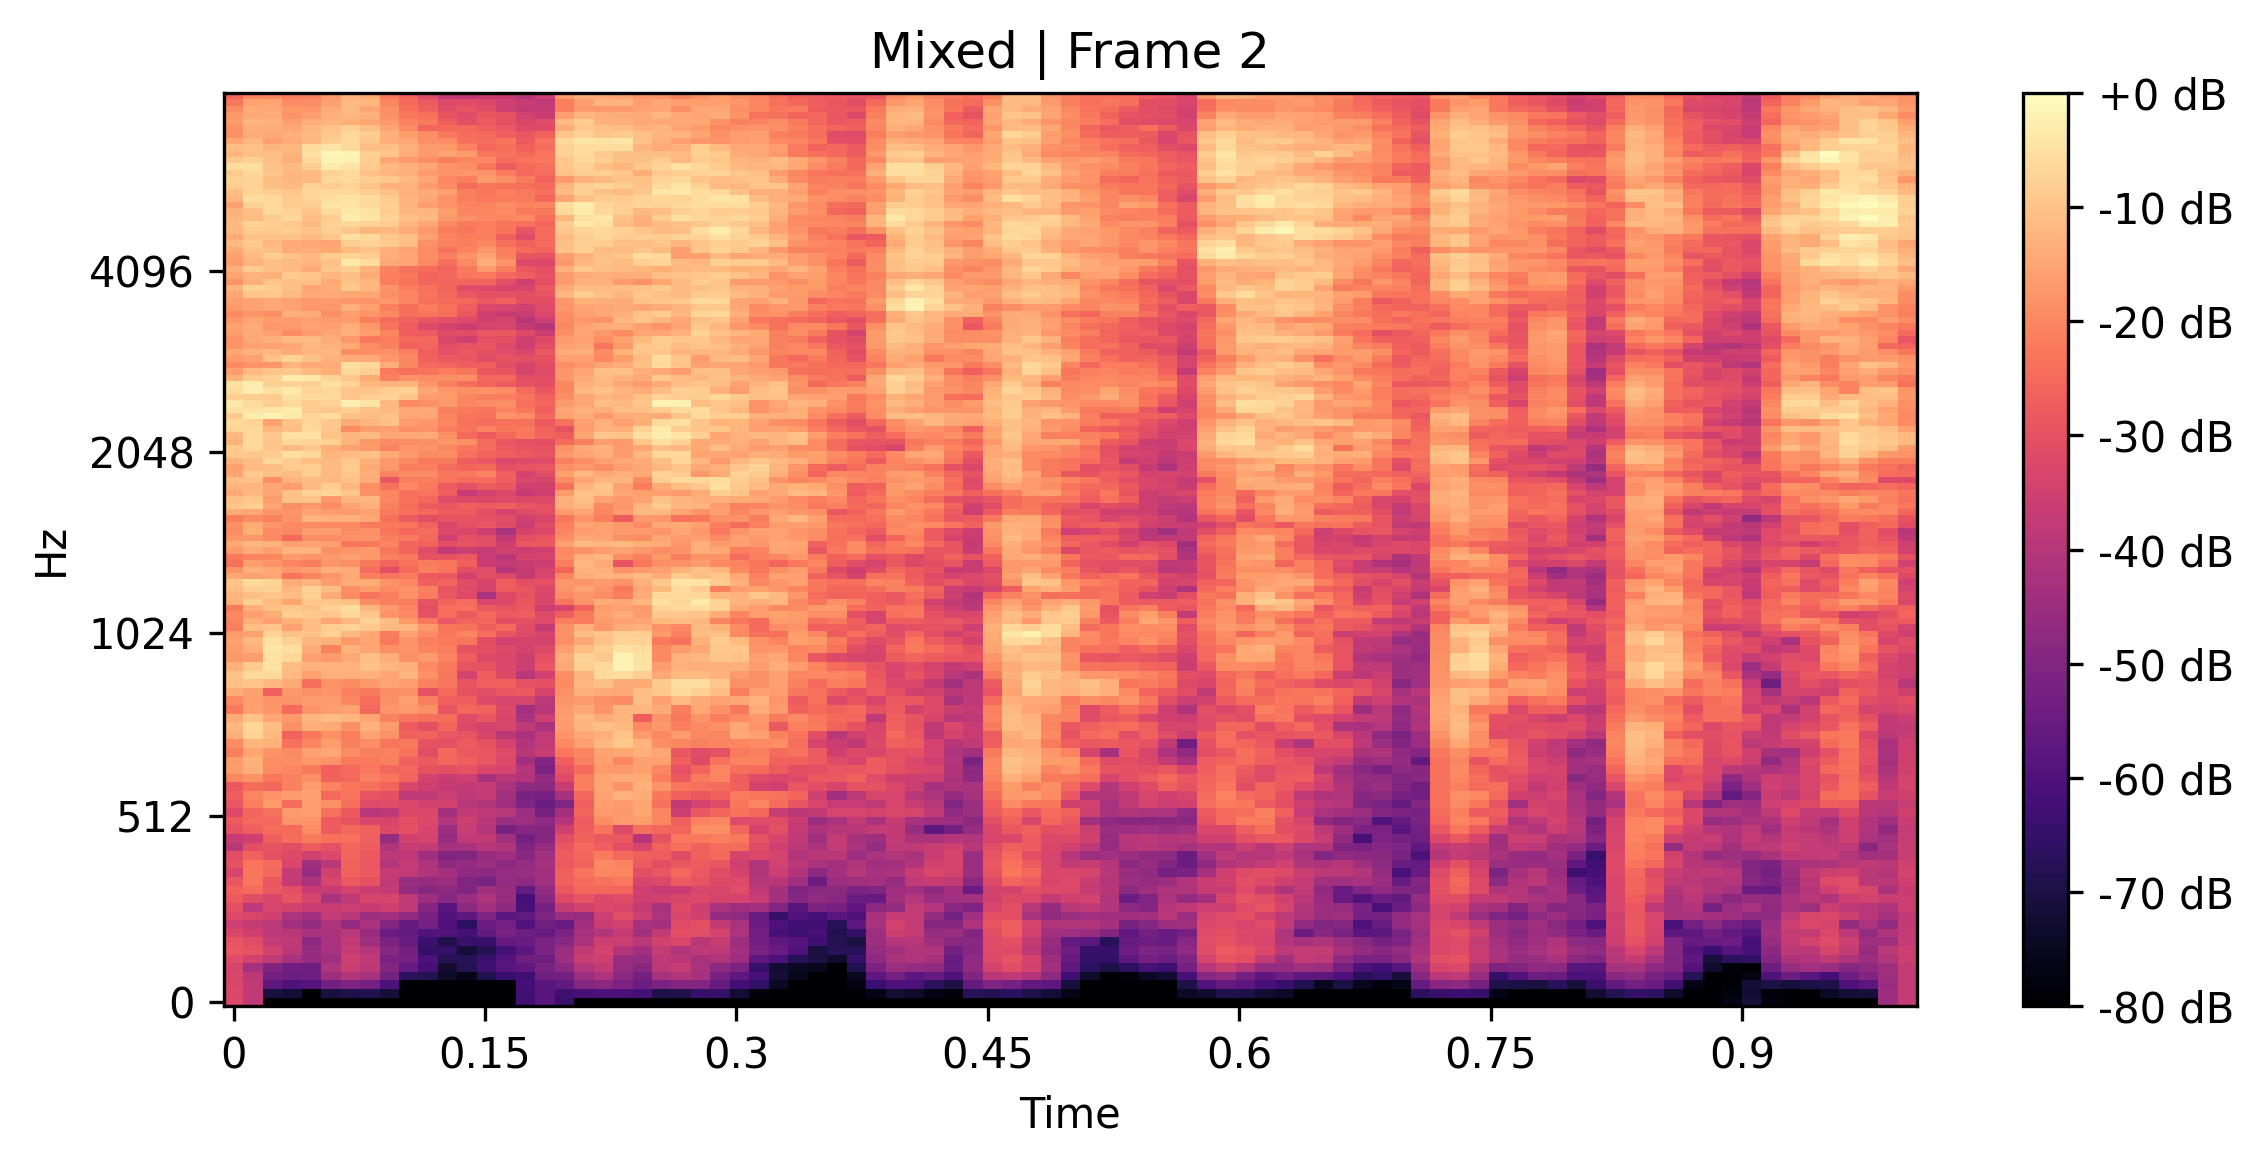 Mixed | Frame 2
+0 dB
-10 dB
-20 dB
-30 dB
-40 dB
-50 dB
-60 dB
-70 dB
-80 dB
Hz
4096
2048
1024
512
0
0 0.15 0.3 0.45 0.6 0.75 0.9
Time